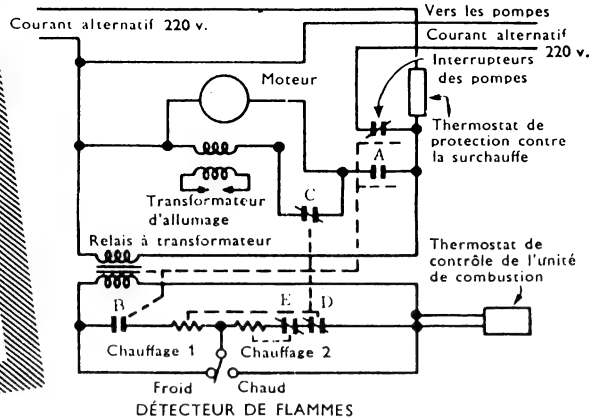 Courant alternatif 220 v.
Vers les pompes
Courant alternatif
220 v.
Interrupteurs
des pompes
Moteur
Thermostat de
protection contre
la surchauffe
A
C
Transformateur
d'allumage
Relais à transformateur
Thermostat de
contrôle de l'unité
de combustion
B
E
D
Chauffage 1
Chauffage 2
Froid
Chaud
DÉTECTEUR DE FLAMMES